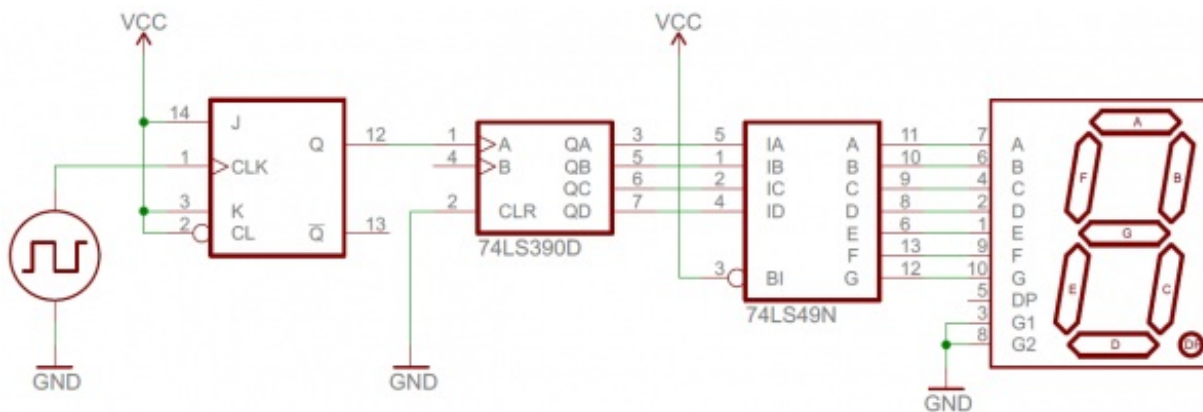 VCC
VCC
14 J
1 CLK
3 K
2 CL
Q 12
Q 13
1 A
4 B
2 CLR
QA 3
QB 5
QC 6
QD 7
74LS390D
5 IA
1 IB
2 IC
4 ID
3 BI
A 11
B 10
C 9
D 8
E 6
F 13
G 12
74LS49N
7 A
6 B
4 C
2 D
1 E
9 F
10 G
5 DP
3 G1
8 G2
A
F B
G
E C
D
GND
GND
GND